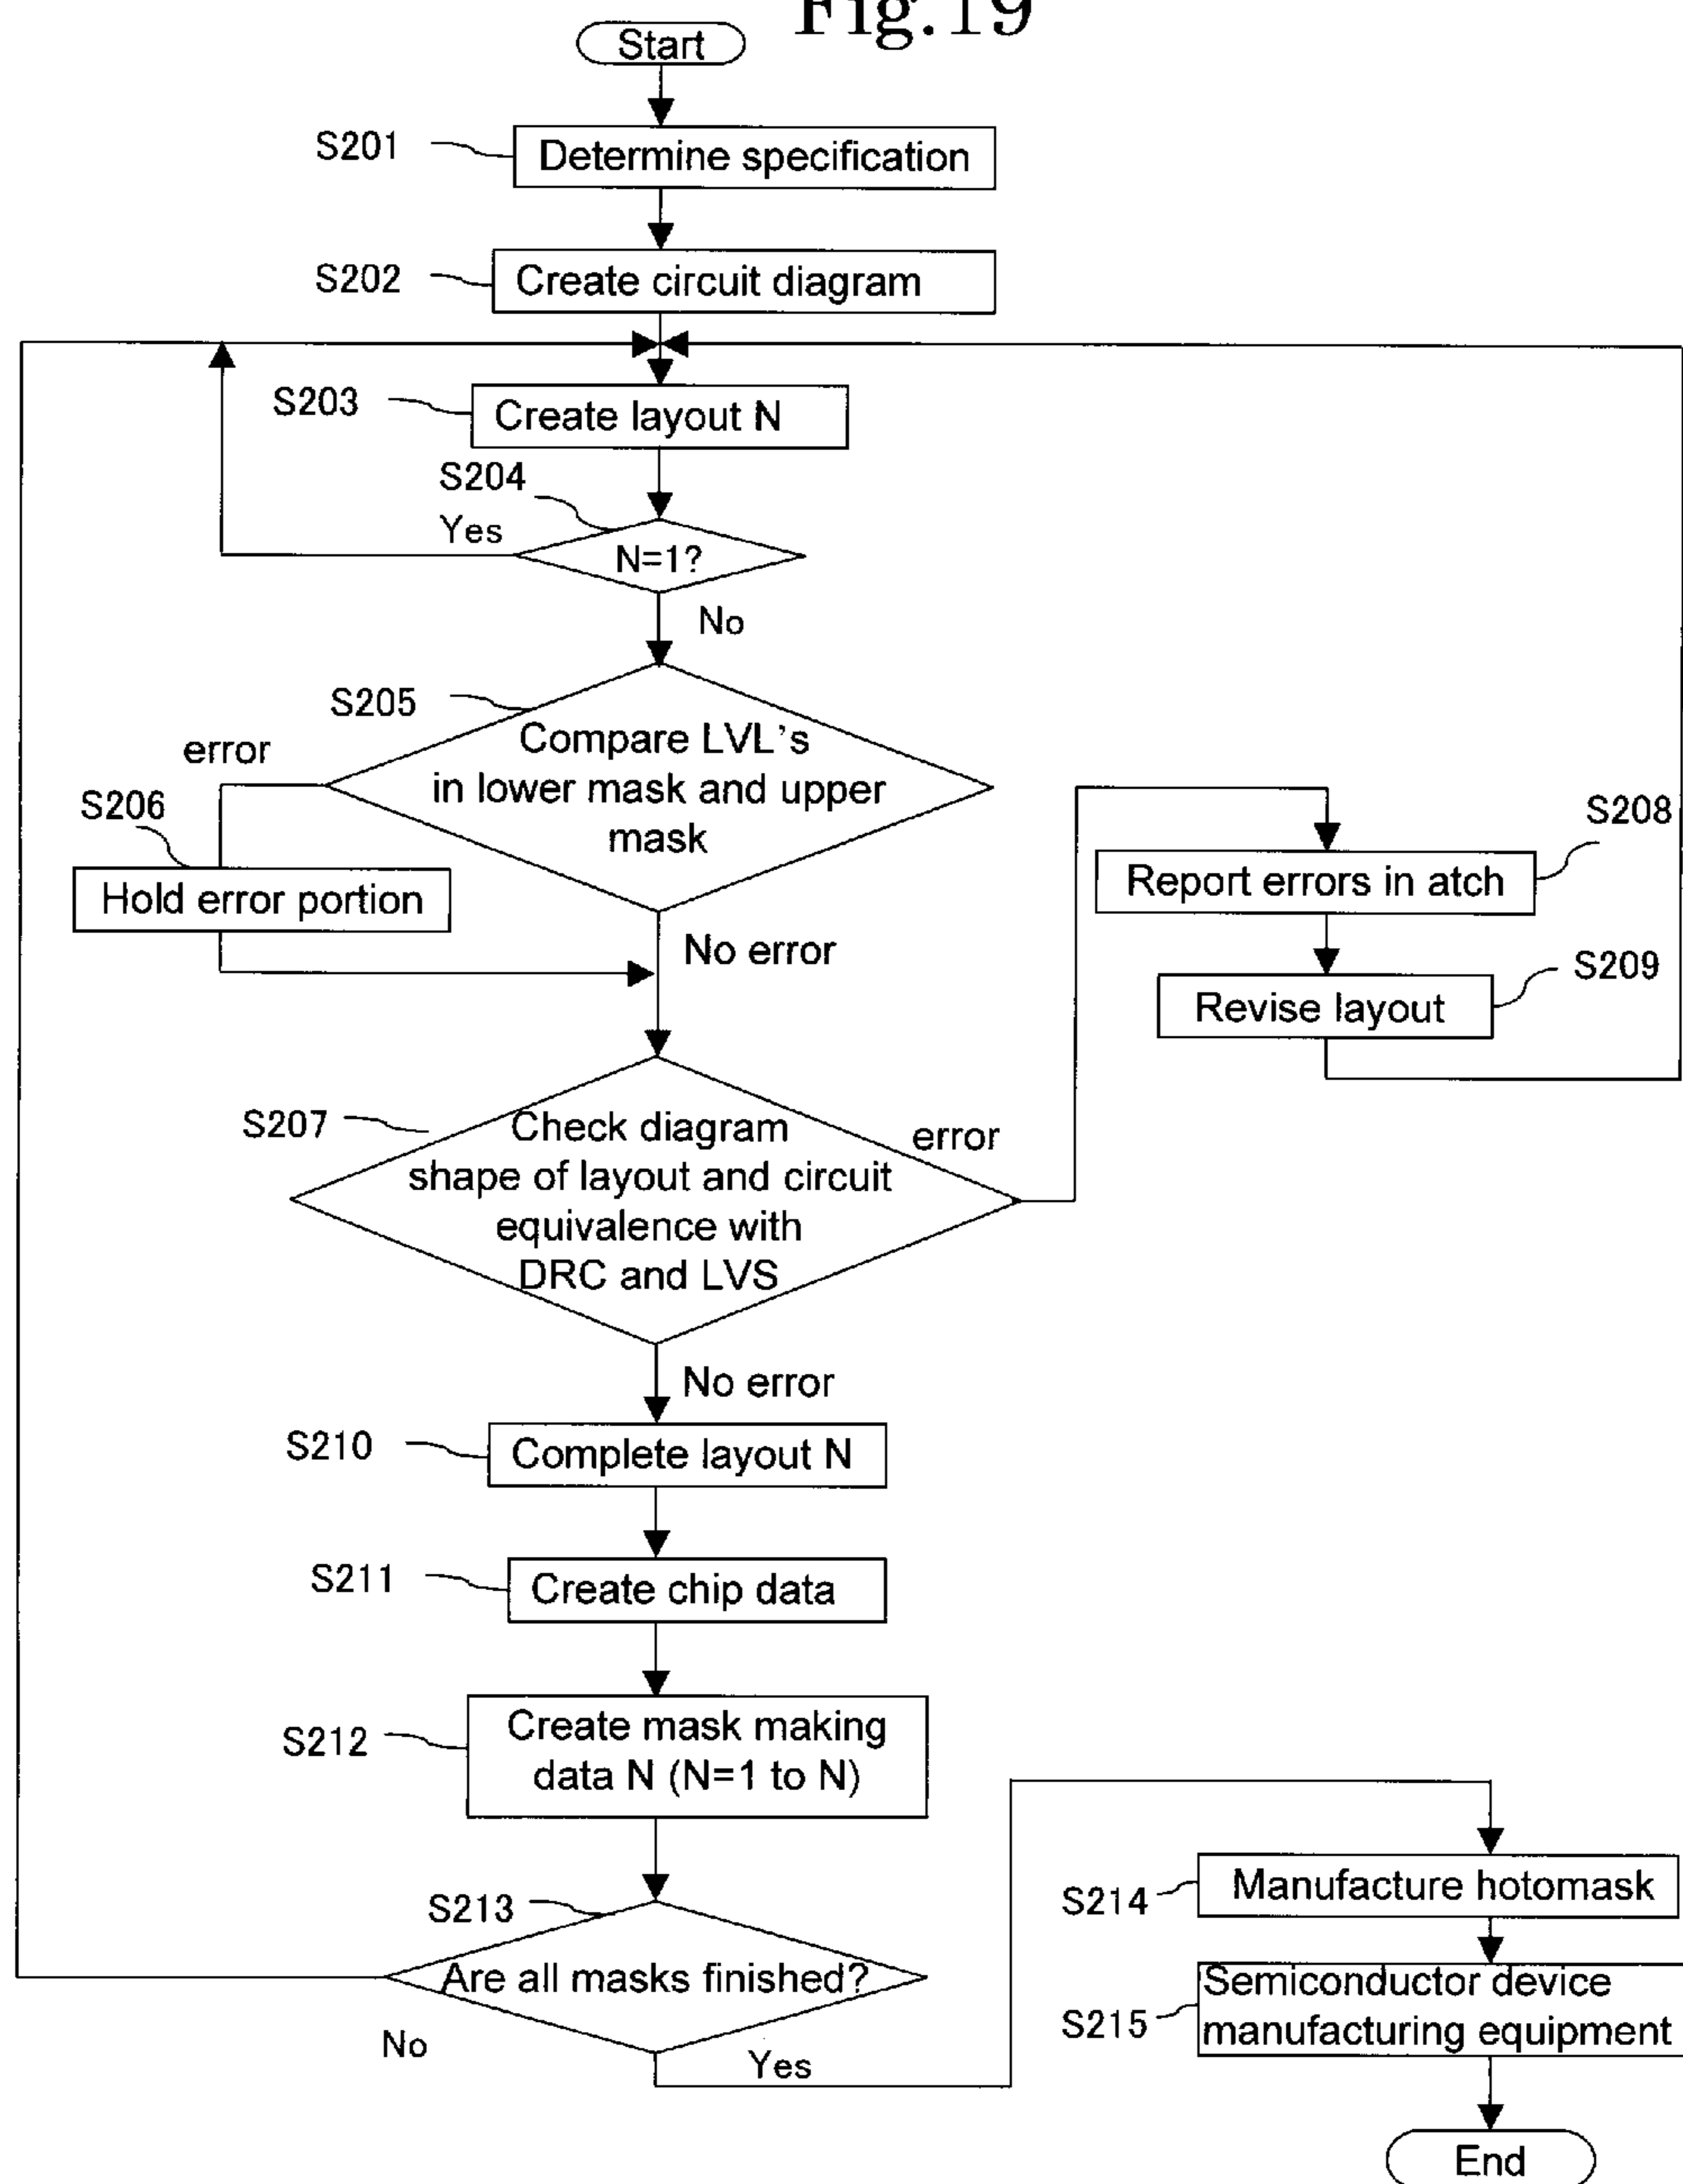 Fig.19
Start
S201
Determine specification
S202
Create circuit diagram
S203
Create layout N
S204
Yes
N=1?
No
S205
Compare LVL's
in lower mask and upper
mask
error
S206
Hold error portion
No error
S208
Report errors in atch
S209
Revise layout
S207
Check diagram
shape of layout and circuit
equivalence with
DRC and LVS
error
No error
S210
Complete layout N
S211
Create chip data
S212
Create mask making
data N (N=1 to N)
S213
Are all masks finished?
No
Yes
S214
Manufacture hotomask
S215
Semiconductor device
manufacturing equipment
End